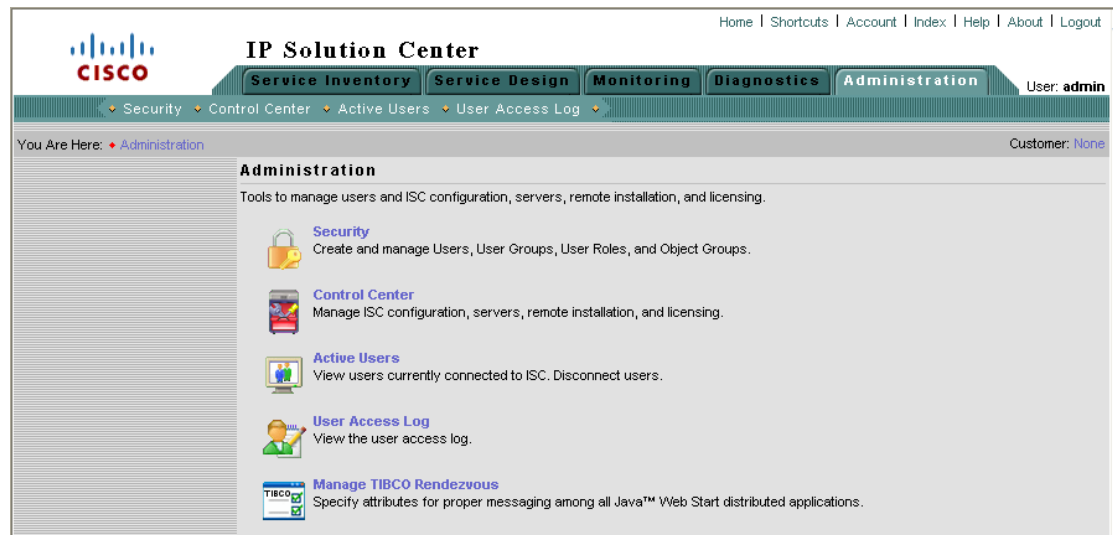 Home | Shortcuts | Account | Index | Help | About | Logout
CISCO
IP Solution Center
Service Inventory Service Design Monitoring Diagnostics Administration
User: admin
Security Control Center Active Users User Access Log
You Are Here: Administration
Customer: None
Administration
Tools to manage users and ISC configuration, servers, remote installation, and licensing.
Security
Create and manage Users, User Groups, User Roles, and Object Groups.
Control Center
Manage ISC configuration, servers, remote installation, and licensing.
Active Users
View users currently connected to ISC. Disconnect users.
User Access Log
View the user access log.
TIBCO
Manage TIBCO Rendezvous
Specify attributes for proper messaging among all Java™ Web Start distributed applications.